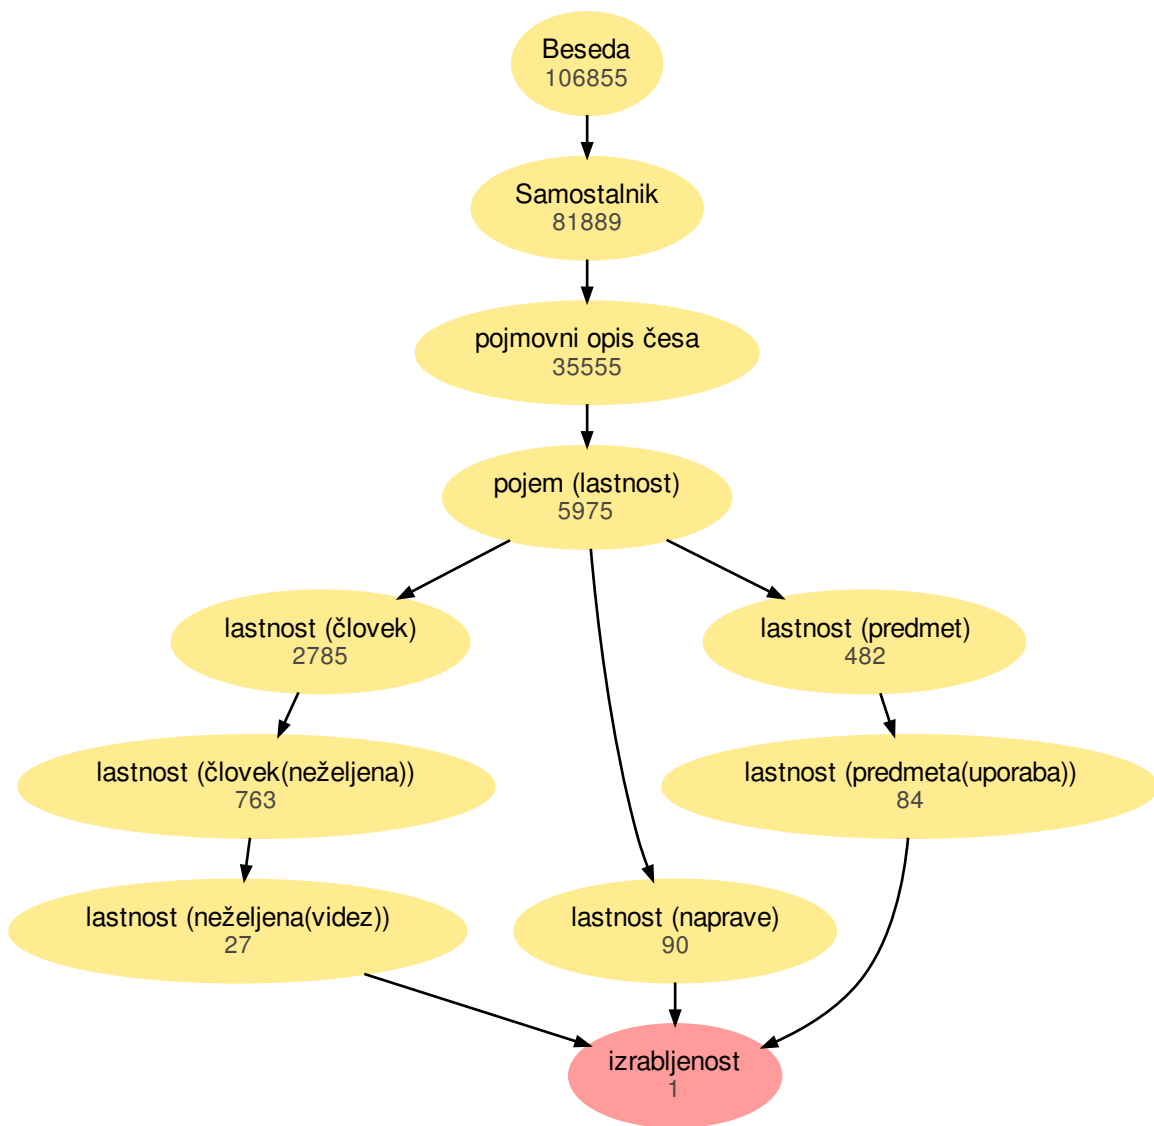 Beseda
106855
Samostalnik
81889
pojmovni opis česa
35555
pojem (lastnost)
5975
lastnost (človek)
2785
lastnost (predmet)
482
lastnost (človek(neželjena))
763
lastnost (predmeta(uporaba))
84
lastnost (neželjena(videz))
27
lastnost (naprave)
90
izrabljenost
1